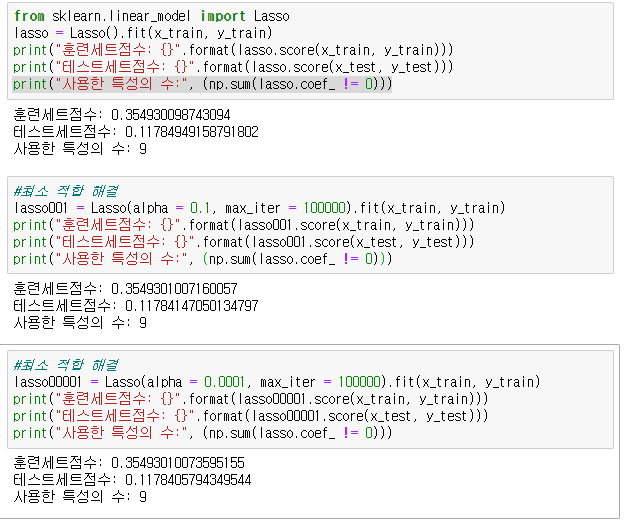 from sklearn.linear_model import Lasso
lasso = Lasso().fit(x_train, y_train)
print("훈련세트점수: {}".format(lasso.score(x_train, y_train)))
print("테스트세트점수: {}".format(lasso.score(x_test, y_test)))
print("사용한 특성의 수:", (np.sum(lasso.coef_ != 0)))
훈련세트점수: 0.354930098743094
테스트세트점수: 0.11784949158791802
사용한 특성의 수: 9
#최소 적합 해결
lasso001 = Lasso(alpha = 0.1, max_iter = 100000).fit(x_train, y_train)
print("훈련세트점수: {}".format(lasso001.score(x_train, y_train)))
print("테스트세트점수: {}".format(lasso001.score(x_test, y_test)))
print("사용한 특성의 수:", (np.sum(lasso.coef_ != 0)))
훈련세트점수: 0.3549301007160057
테스트세트점수: 0.11784147050134797
사용한 특성의 수: 9
#최소 적합 해결
lasso00001 = Lasso(alpha = 0.0001, max_iter = 100000).fit(x_train, y_train)
print("훈련세트점수: {}".format(lasso00001.score(x_train, y_train)))
print("테스트세트점수: {}".format(lasso00001.score(x_test, y_test)))
print("사용한 특성의 수:", (np.sum(lasso.coef_ != 0)))
훈련세트점수: 0.35493010073595155
테스트세트점수: 0.1178405794349544
사용한 특성의 수: 9